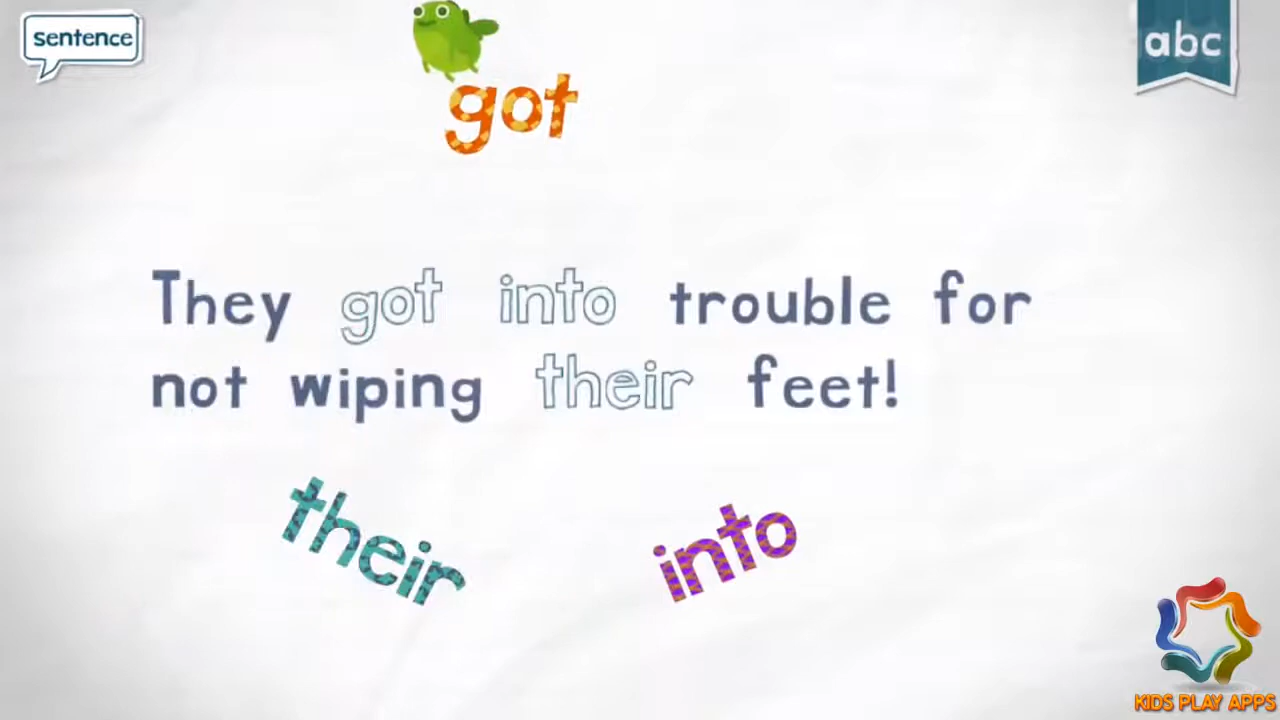 sentence
abc
got
They got into trouble for
not wiping their feet!
their
into
KIDS PLAY APPS